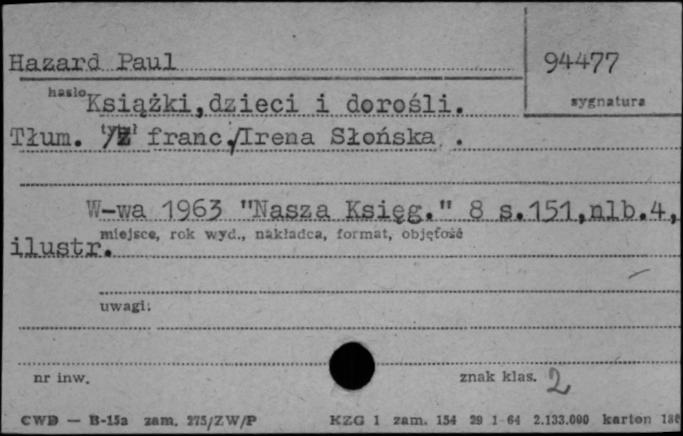 Hazard Paul
94477
hasło
Książki,dzieci i dorośli.
sygnatura
Tłum. /z franc./Irena Słońska .
W-wa 1963 "Nasza Księg." 8 s.151,nlb.4,
miejsce, rok wyd., nakładca, format, objętość
ilustr.
uwagi:
nr inw.
znak klas. 2
CWD — B-15a zam. 275/ZW/P KZG 1 zam. 154 29 1 64 2.133.000 karton